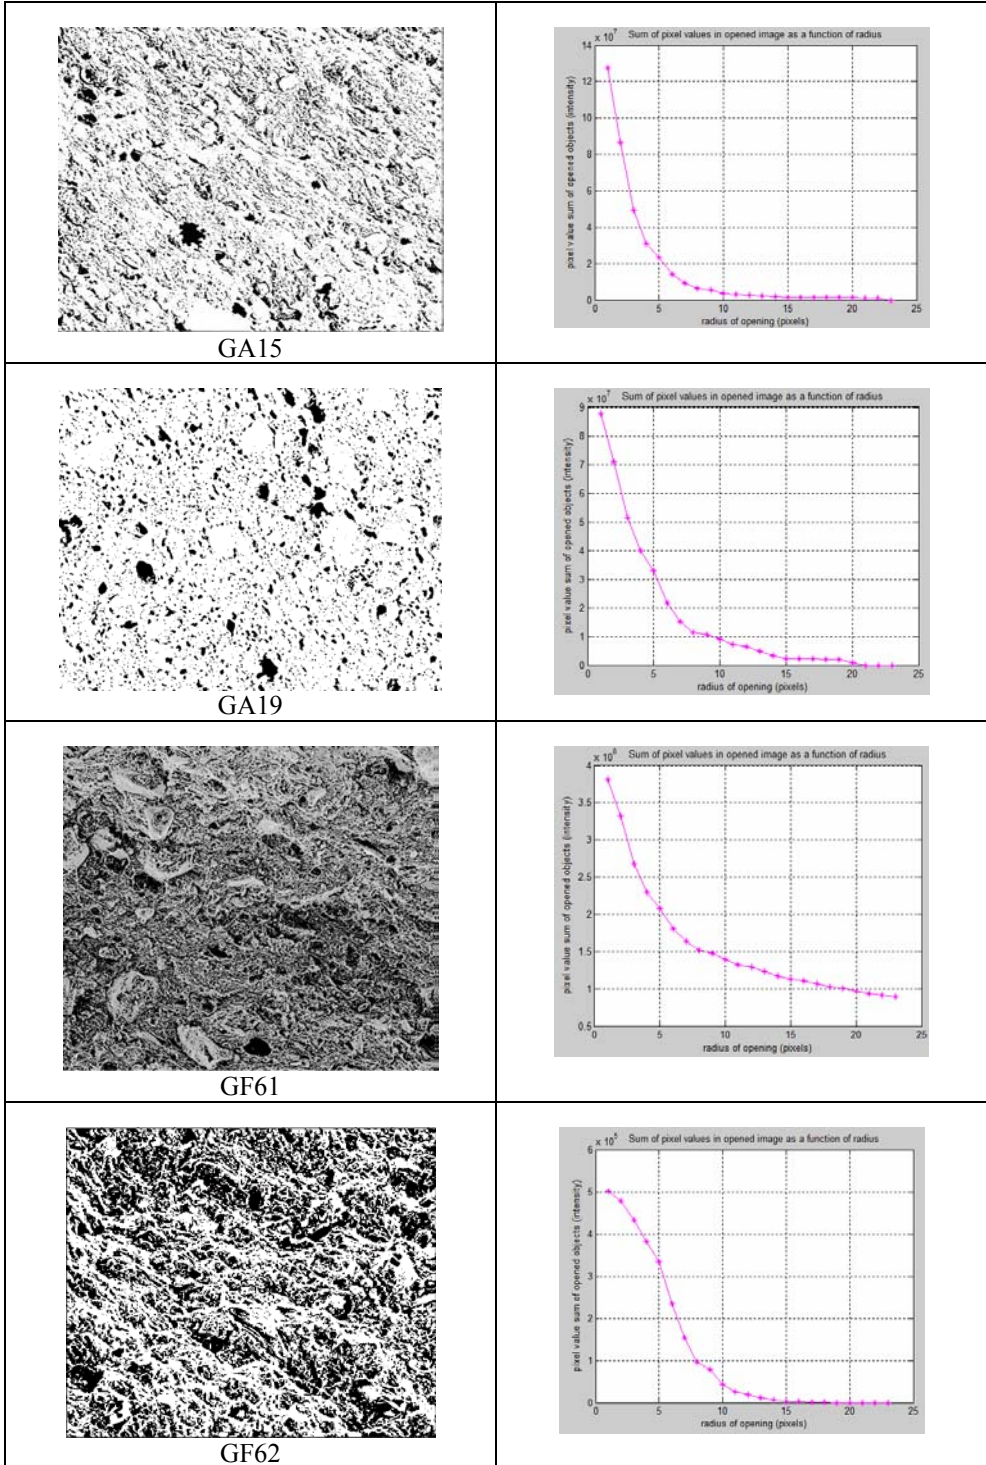 Sum of pixel values in opened image as a function of radius
x 10^7
14
12
10
8
6
4
2
0
0 5 10 15 20 25
pixel value sum of opened objects (intensity)
radius of opening (pixels)
GA15
Sum of pixel values in opened image as a function of radius
x 10^7
9
8
7
6
5
4
3
2
1
0
0 5 10 15 20 25
pixel value sum of opened objects (intensity)
radius of opening (pixels)
GA19
Sum of pixel values in opened image as a function of radius
4
3.5
3
2.5
2
1.5
1
0.5
0 5 10 15 20 25
pixel value sum of opened objects (intensity)
radius of opening (pixels)
GF61
Sum of pixel values in opened image as a function of radius
6
5
4
3
2
1
0
0 5 10 15 20 25
pixel value sum of opened objects (intensity)
radius of opening (pixels)
GF62